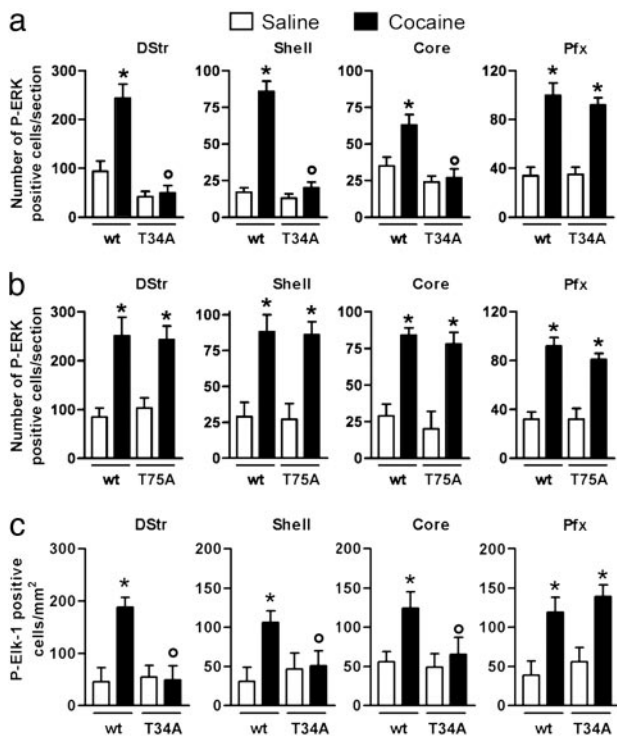 a
Saline Cocaine
DStr Shell Core Pfx
Number of P-ERK
positive cells/section
300 100 100 120
200 75 75 80
100 50 50 40
0 25 25 0
0 0
* * * * *
o o o
wt T34A wt T34A wt T34A wt T34A
b
DStr Shell Core Pfx
Number of P-ERK
positive cells/section
300 100 100 120
200 75 75 80
100 50 50 40
0 25 25 0
0 0
* * * * * * * *
wt T75A wt T75A wt T75A wt T75A
c
DStr Shell Core Pfx
P-Elk-1 positive
cells/mm2
300 200 200 200
200 150 150 150
100 100 100 100
0 50 50 50
0 0 0
* * * * *
o o o
wt T34A wt T34A wt T34A wt T34A